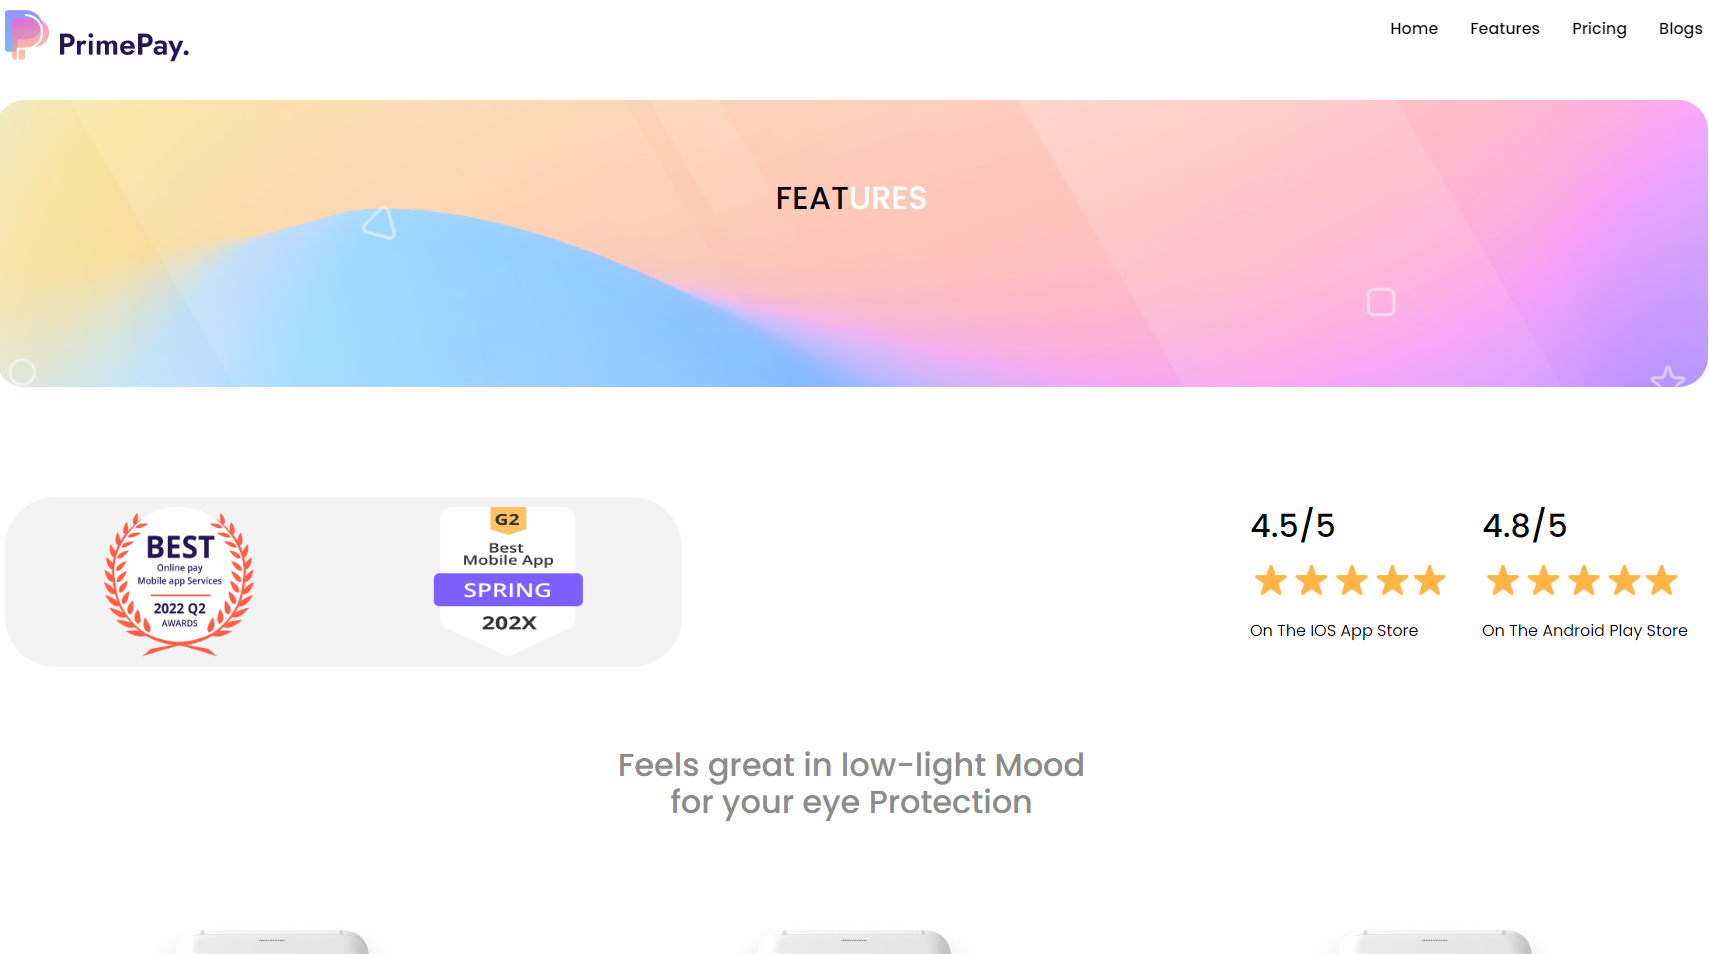 PrimePay.
Home Features Pricing Blogs
FEATURES
BEST
Online pay
Mobile app Services
2022 Q2
AWARDS
G2
Best
Mobile App
SPRING
202X
4.5/5
On The IOS App Store
4.8/5
On The Android Play Store
Feels great in low-light Mood
for your eye Protection